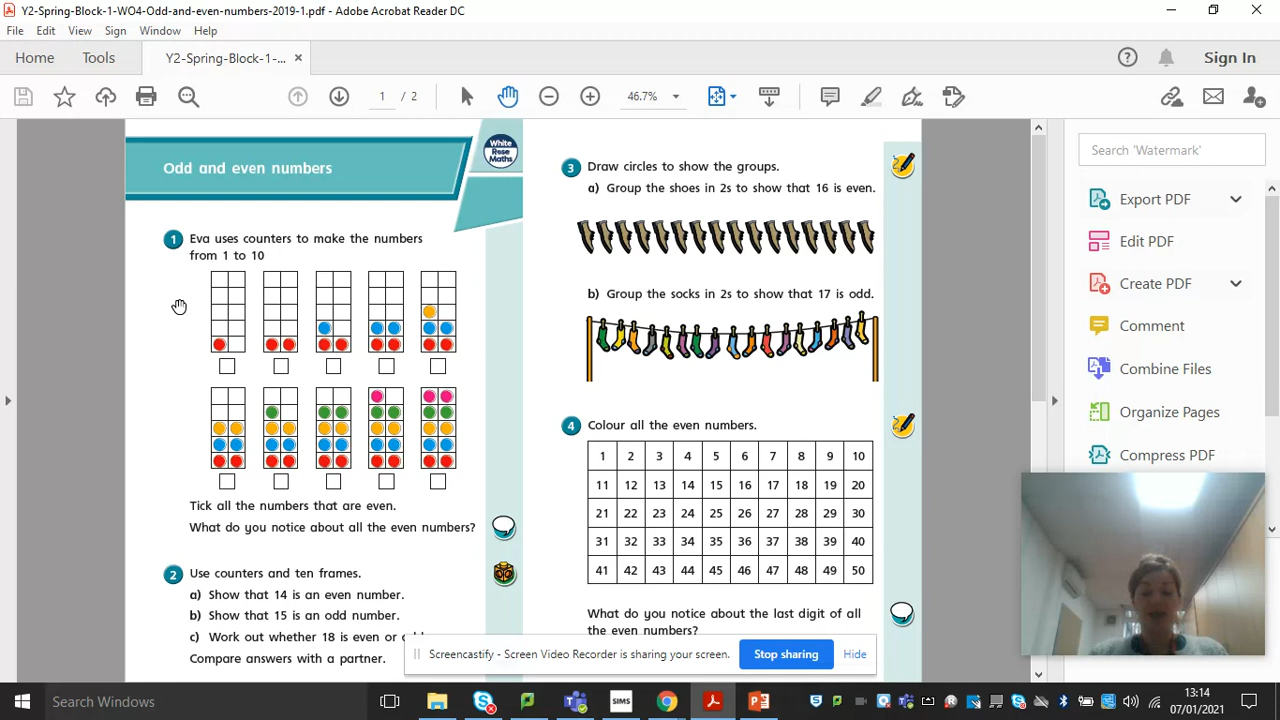 Y2-Spring-Block-1-WO4-Odd-and-even-numbers-2019-1.pdf - Adobe Acrobat Reader DC
File Edit View Sign Window Help
Home Tools Y2-Spring-Block-1-... × Sign In
1 / 2 46.7%
Odd and even numbers
White Rose Maths
1 Eva uses counters to make the numbers
from 1 to 10
Tick all the numbers that are even.
What do you notice about all the even numbers?
2 Use counters and ten frames.
a) Show that 14 is an even number.
b) Show that 15 is an odd number.
c) Work out whether 18 is even or
Compare answers with a partner.
3 Draw circles to show the groups.
a) Group the shoes in 2s to show that 16 is even.
b) Group the socks in 2s to show that 17 is odd.
4 Colour all the even numbers.
1 2 3 4 5 6 7 8 9 10
11 12 13 14 15 16 17 18 19 20
21 22 23 24 25 26 27 28 29 30
31 32 33 34 35 36 37 38 39 40
41 42 43 44 45 46 47 48 49 50
What do you notice about the last digit of all
the even numbers?
Search 'Watermark'
Export PDF
Edit PDF
Create PDF
Comment
Combine Files
Organize Pages
Compress PDF
Screencastify - Screen Video Recorder is sharing your screen. Stop sharing Hide
Search Windows
SIMS
13:14
07/01/2021